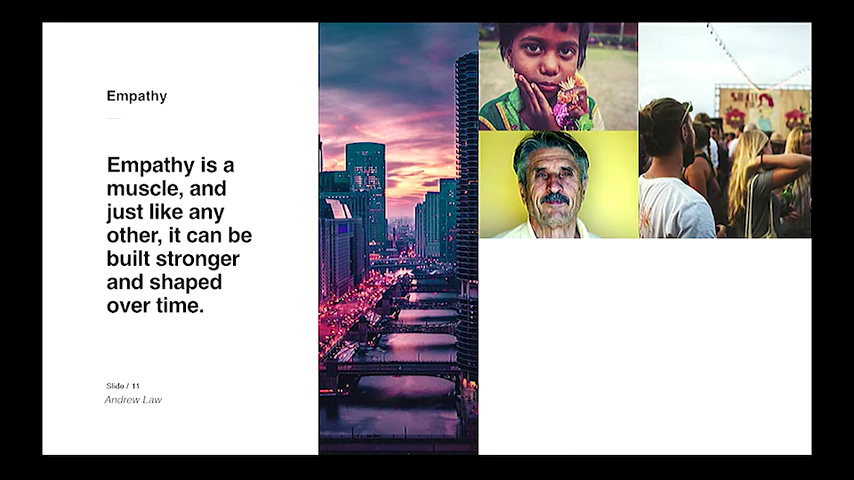 Empathy
Empathy is a
muscle, and
just like any
other, it can be
built stronger
and shaped
over time.
Slide / 11
Andrew Law